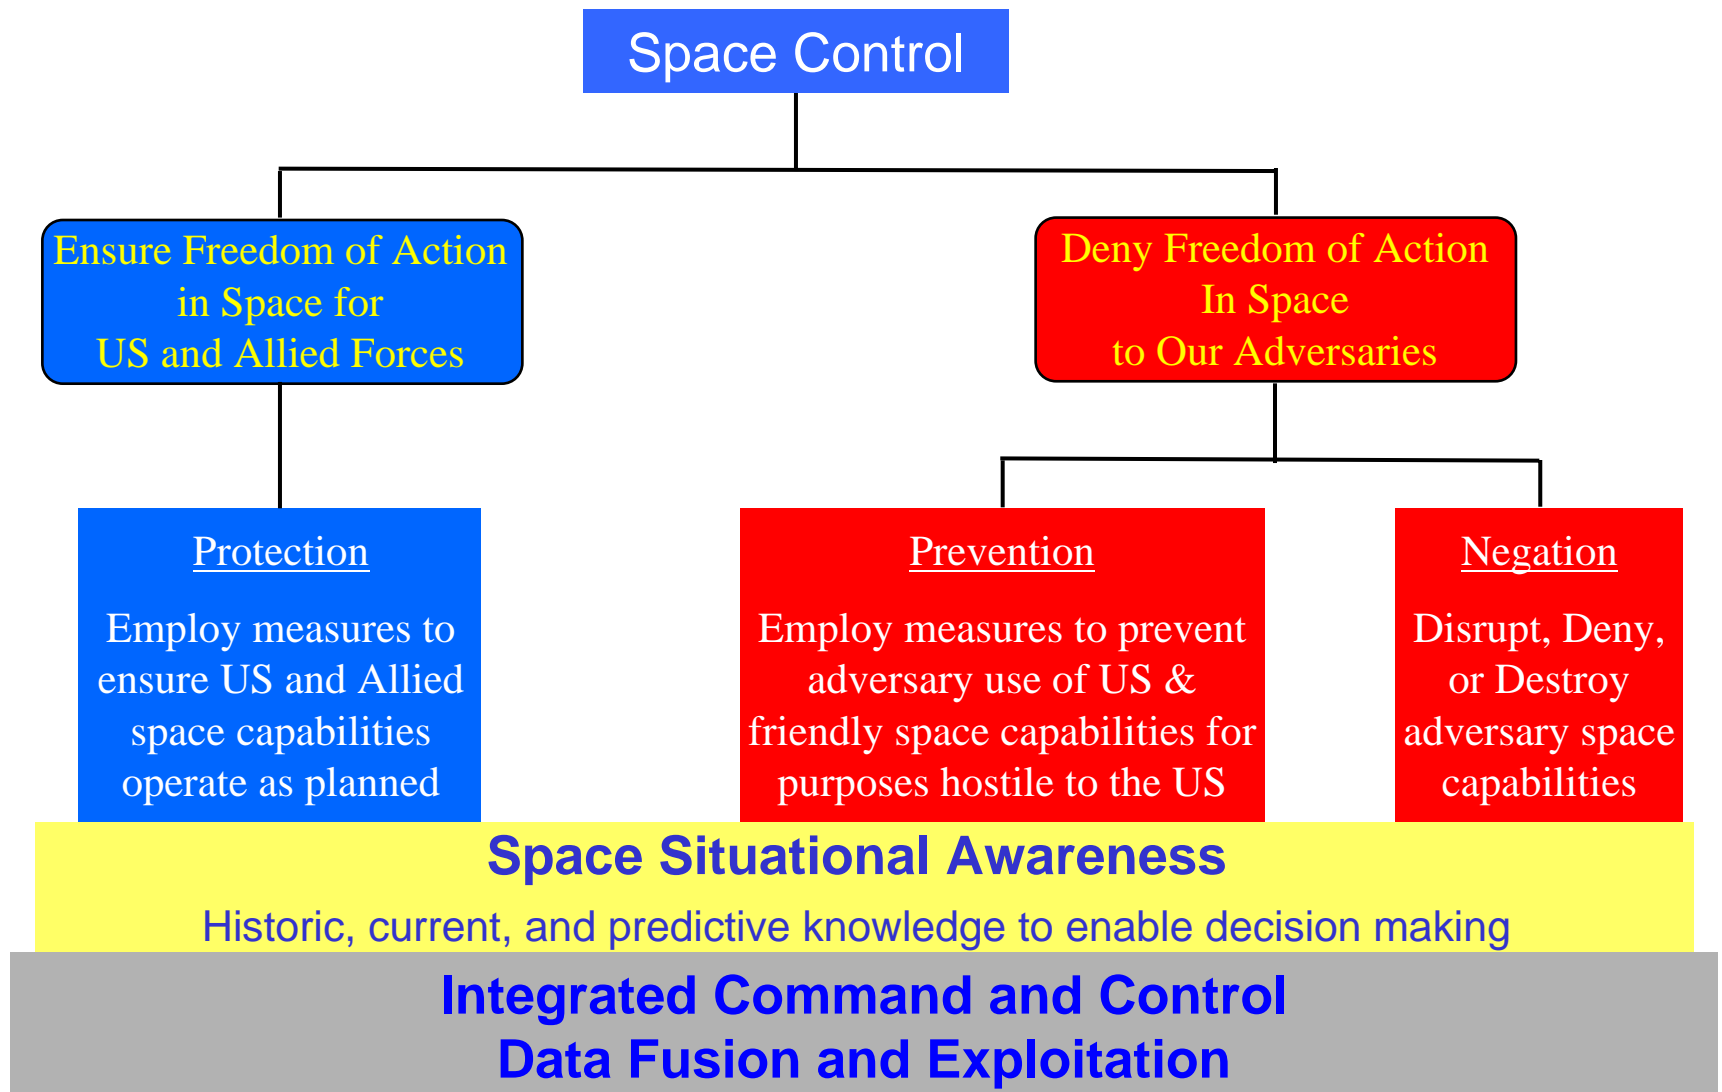 Space Control
Ensure Freedom of Action
in Space for
US and Allied Forces
Deny Freedom of Action
In Space
to Our Adversaries
Protection
Employ measures to
ensure US and Allied
space capabilities
operate as planned
Prevention
Employ measures to prevent
adversary use of US &
friendly space capabilities for
purposes hostile to the US
Negation
Disrupt, Deny,
or Destroy
adversary space
capabilities
Space Situational Awareness
Historic, current, and predictive knowledge to enable decision making
Integrated Command and Control
Data Fusion and Exploitation